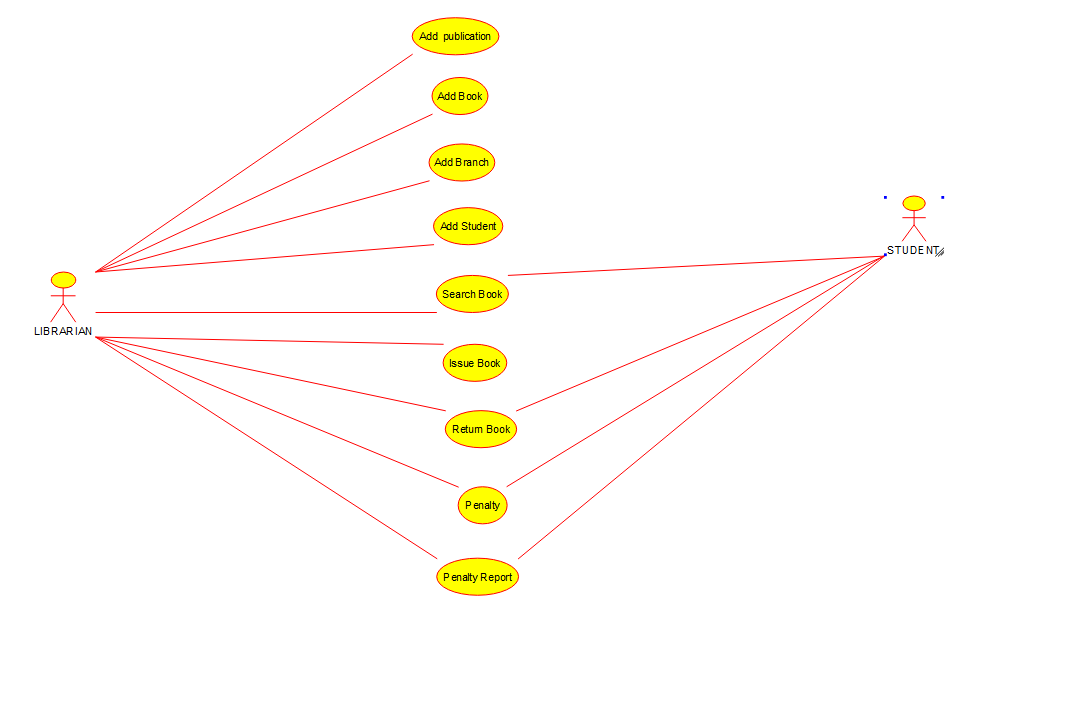 Add publication
Add Book
Add Branch
Add Student
Search Book
Issue Book
Return Book
Penalty
Penalty Report
LIBRARIAN
STUDENT